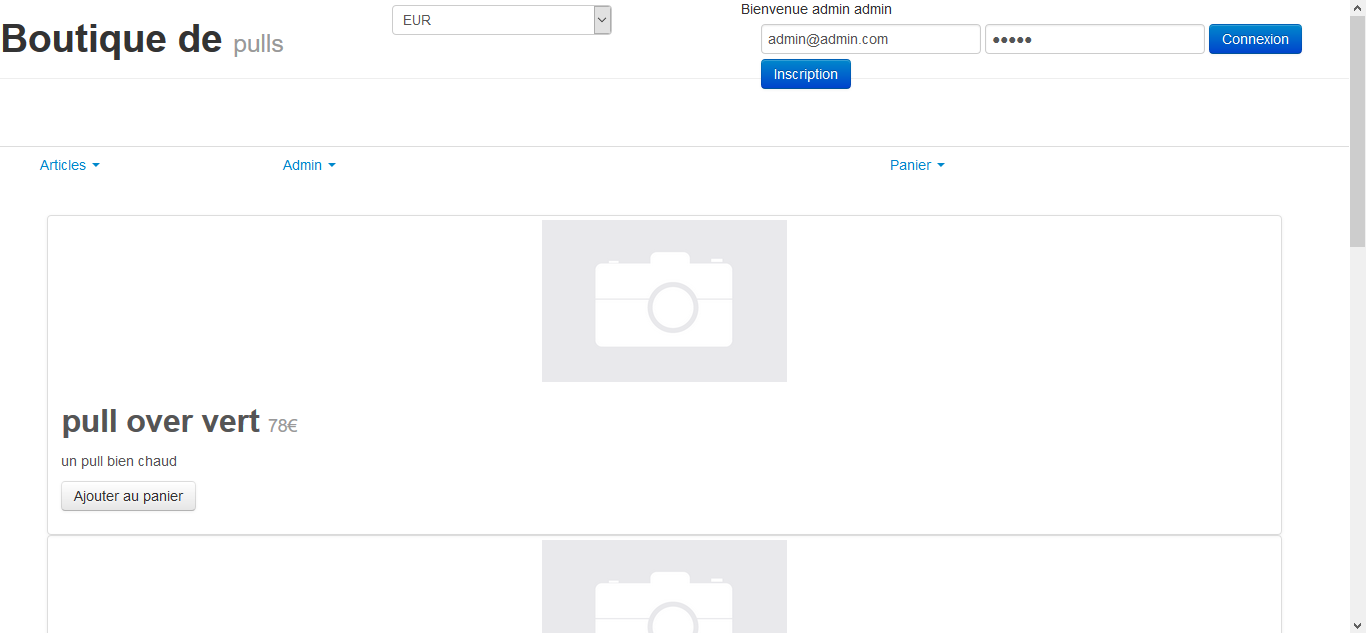 Boutique de pulls
EUR
Bienvenue admin admin
admin@admin.com ●●●●● Connexion
Inscription
Articles Admin Panier
pull over vert 78€
un pull bien chaud
Ajouter au panier